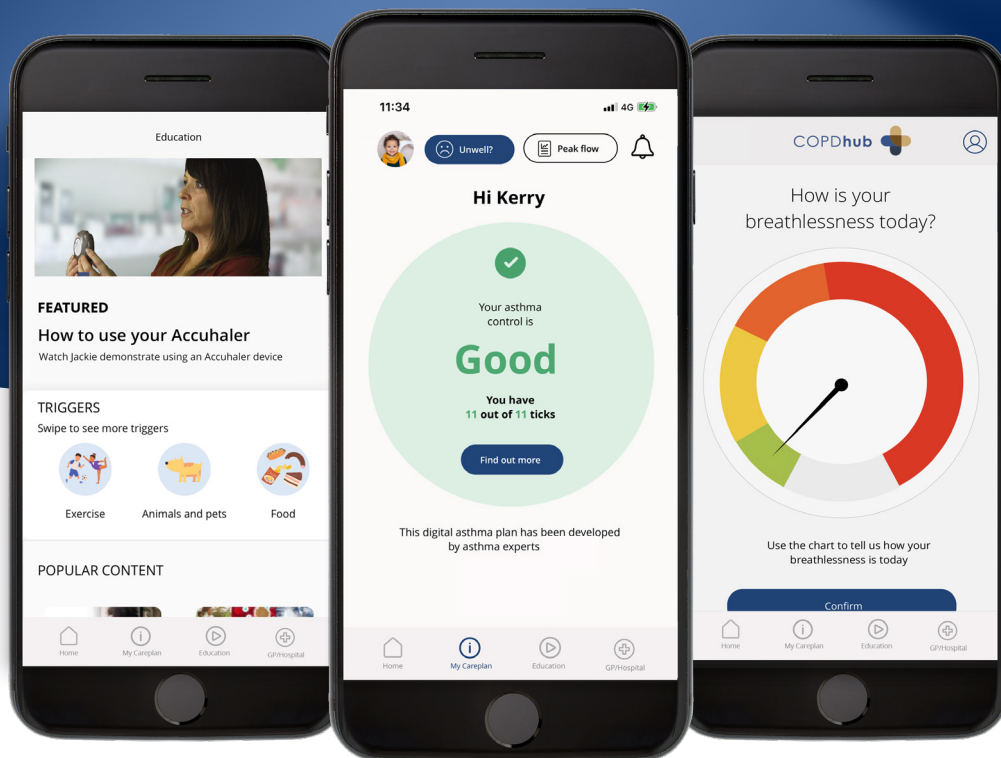 Education
FEATURED
How to use your Accuhaler
Watch Jackie demonstrate using an Accuhaler device
TRIGGERS
Swipe to see more triggers
Exercise
Animals and pets
Food
POPULAR CONTENT
Home
My Careplan
Education
GP/Hospital
11:34
4G
Unwell?
Peak flow
Hi Kerry
Your asthma
control is
Good
You have
11 out of 11 ticks
Find out more
This digital asthma plan has been developed
by asthma experts
Home
My Careplan
Education
GP/Hospital
COPDhub
How is your
breathlessness today?
Use the chart to tell us how your
breathlessness is today
Confirm
Home
My Careplan
Education
GP/Hospital